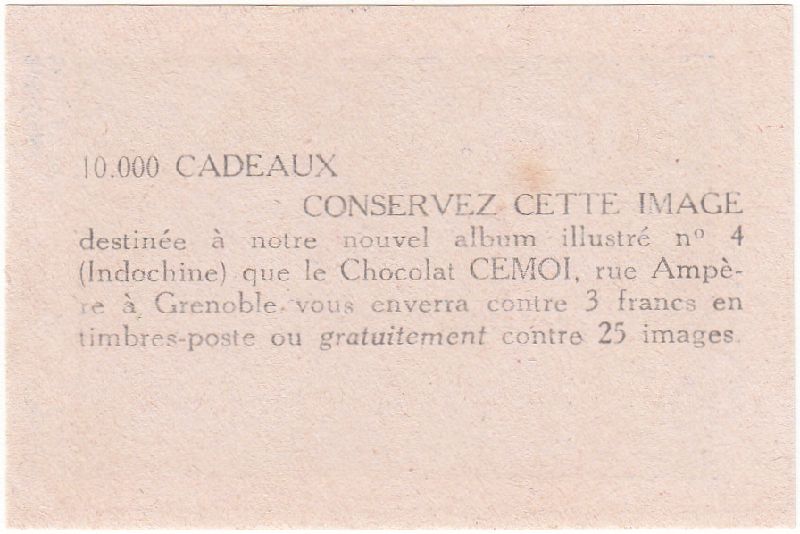 10.000 CADEAUX
CONSERVEZ CETTE IMAGE
destinée à notre nouvel album illustré nº 4
(Indochine) que le Chocolat CEMOI, rue Ampè-
re à Grenoble, vous enverra contre 3 francs en
timbres-poste ou gratuitement contre 25 images.